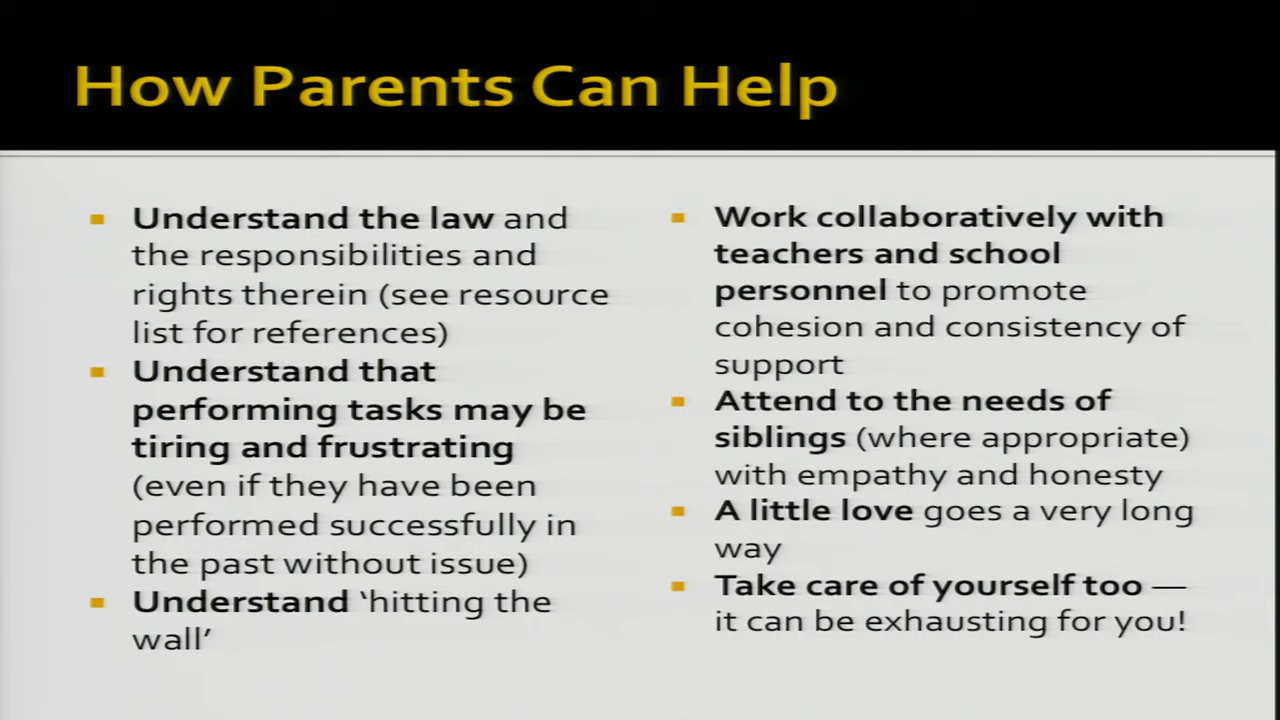 How Parents Can Help
Understand the law and
the responsibilities and
rights therein (see resource
list for references)
Understand that
performing tasks may be
tiring and frustrating
(even if they have been
performed successfully in
the past without issue)
Understand ‘hitting the
wall’
Work collaboratively with
teachers and school
personnel to promote
cohesion and consistency of
support
Attend to the needs of
siblings (where appropriate)
with empathy and honesty
A little love goes a very long
way
Take care of yourself too —
it can be exhausting for you!